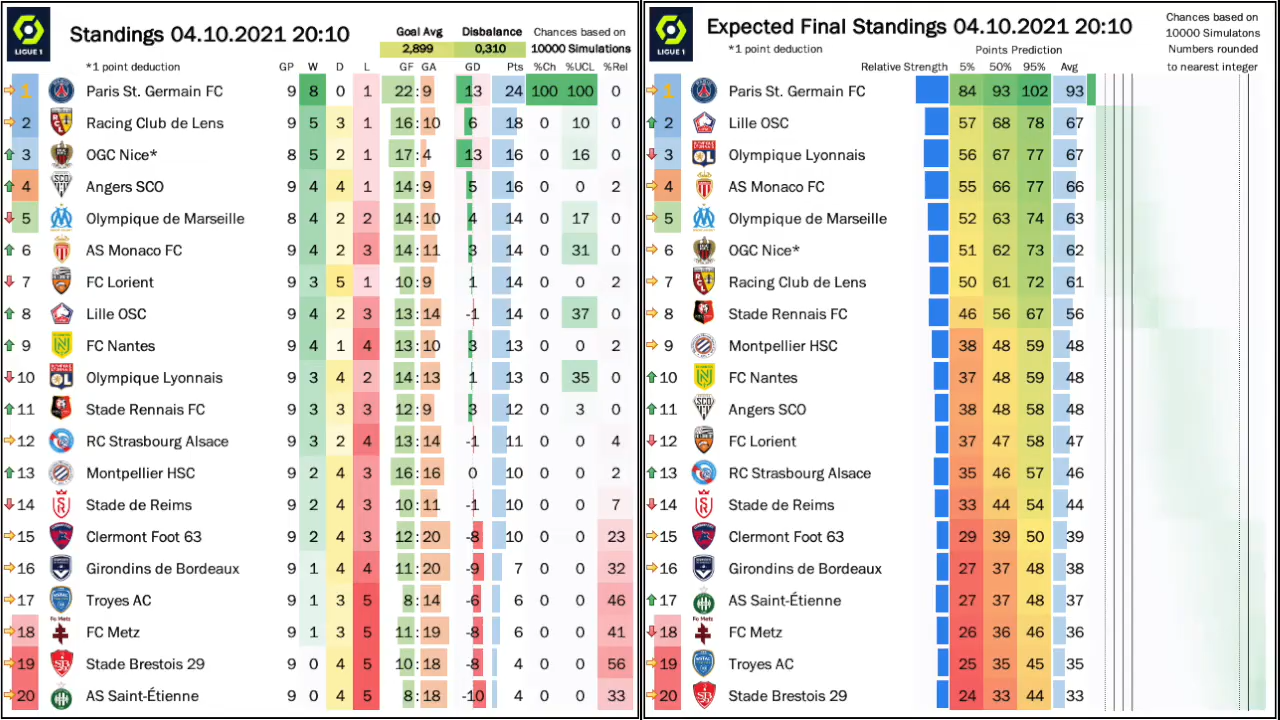 LIGUE 1
Standings 04.10.2021 20:10
Goal Avg Disbalance Chances based on
2,899 0,310 10000 Simulations
*1 point deduction GP W D L GF GA GD Pts %Ch %UCL %Rel
1 Paris St. Germain FC 9 8 0 1 22 : 9 13 24 100 100 0
2 Racing Club de Lens 9 5 3 1 16 : 10 6 18 0 10 0
3 OGC Nice* 8 5 2 1 17 : 4 13 16 0 16 0
4 Angers SCO 9 4 4 1 14 : 9 5 16 0 0 2
5 Olympique de Marseille 8 4 2 2 14 : 10 4 14 0 17 0
6 AS Monaco FC 9 4 2 3 14 : 11 3 14 0 31 0
7 FC Lorient 9 3 5 1 10 : 9 1 14 0 0 2
8 Lille OSC 9 4 2 3 13 : 14 -1 14 0 37 0
9 FC Nantes 9 4 1 4 13 : 10 3 13 0 0 2
10 Olympique Lyonnais 9 3 4 2 14 : 13 1 13 0 35 0
11 Stade Rennais FC 9 3 3 3 12 : 9 3 12 0 3 0
12 RC Strasbourg Alsace 9 3 2 4 13 : 14 -1 11 0 0 4
13 Montpellier HSC 9 2 4 3 16 : 16 0 10 0 0 2
14 Stade de Reims 9 2 4 3 10 : 11 -1 10 0 0 7
15 Clermont Foot 63 9 2 4 3 12 : 20 -8 10 0 0 23
16 Girondins de Bordeaux 9 1 4 4 11 : 20 -9 7 0 0 32
17 Troyes AC 9 1 3 5 8 : 14 -6 6 0 0 46
18 FC Metz 9 1 3 5 11 : 19 -8 6 0 0 41
19 Stade Brestois 29 9 0 4 5 10 : 18 -8 4 0 0 56
20 AS Saint-Étienne 9 0 4 5 8 : 18 -10 4 0 0 33
LIGUE 1
Expected Final Standings 04.10.2021 20:10
Chances based on
10000 Simulatons
Numbers rounded
to nearest integer
*1 point deduction Points Prediction
Relative Strength 5% 50% 95% Avg
1 Paris St. Germain FC 84 93 102 93
2 Lille OSC 57 68 78 67
3 Olympique Lyonnais 56 67 77 67
4 AS Monaco FC 55 66 77 66
5 Olympique de Marseille 52 63 74 63
6 OGC Nice* 51 62 73 62
7 Racing Club de Lens 50 61 72 61
8 Stade Rennais FC 46 56 67 56
9 Montpellier HSC 38 48 59 48
10 FC Nantes 37 48 59 48
11 Angers SCO 38 48 58 48
12 FC Lorient 37 47 58 47
13 RC Strasbourg Alsace 35 46 57 46
14 Stade de Reims 33 44 54 44
15 Clermont Foot 63 29 39 50 39
16 Girondins de Bordeaux 27 37 48 38
17 AS Saint-Étienne 27 37 48 37
18 FC Metz 26 36 46 36
19 Troyes AC 25 35 45 35
20 Stade Brestois 29 24 33 44 33